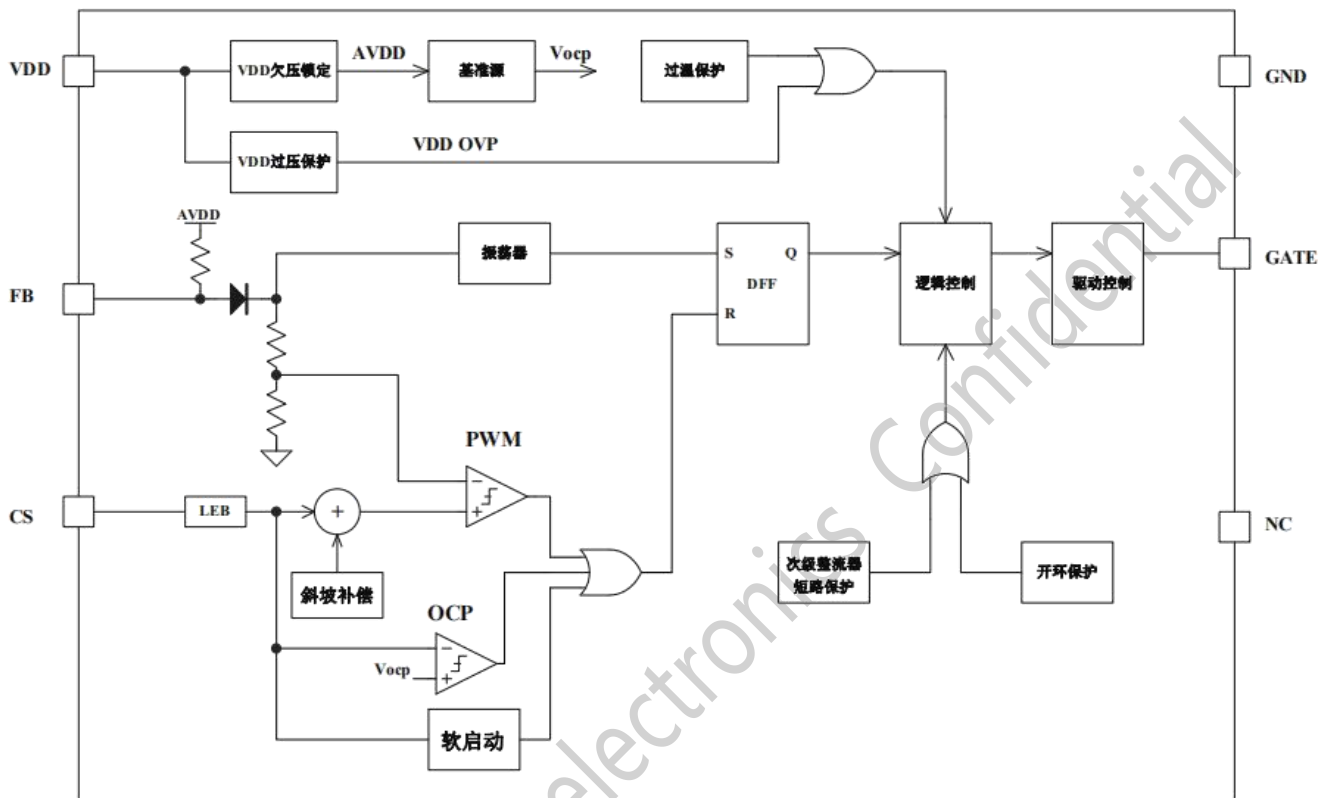 VDD
VDD欠压锁定
AVDD
基准源
Vocp
过温保护
GND
VDD过压保护
VDD OVP
AVDD
振荡器
S
Q
DFF
R
逻辑控制
驱动控制
GATE
FB
PWM
−
+
CS
LEB
+
NC
斜坡补偿
次级整流器
短路保护
开环保护
OCP
−
Vocp
+
软启动
electronics Confidential